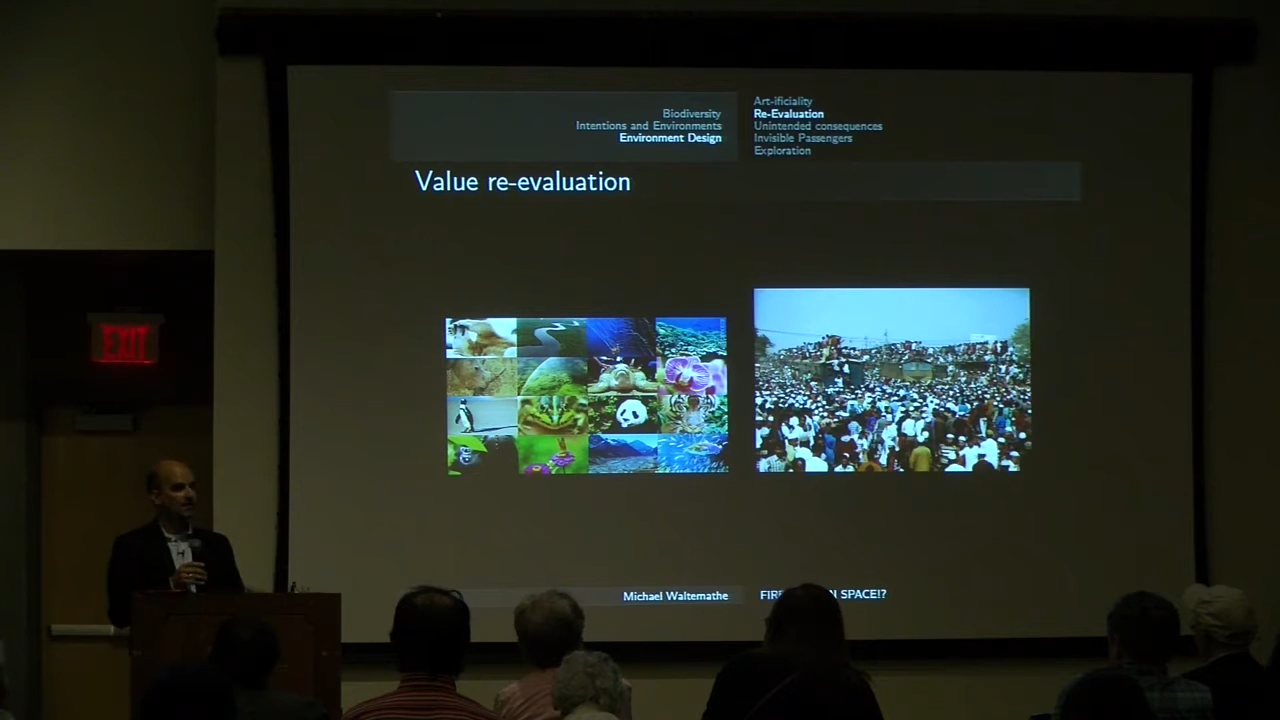 Biodiversity
Intentions and Environments
Environment Design
Art-ificiality
Re-Evaluation
Unintended consequences
Invisible Passengers
Exploration
Value re-evaluation
EXIT
Michael Waltemathe
SPACE!?